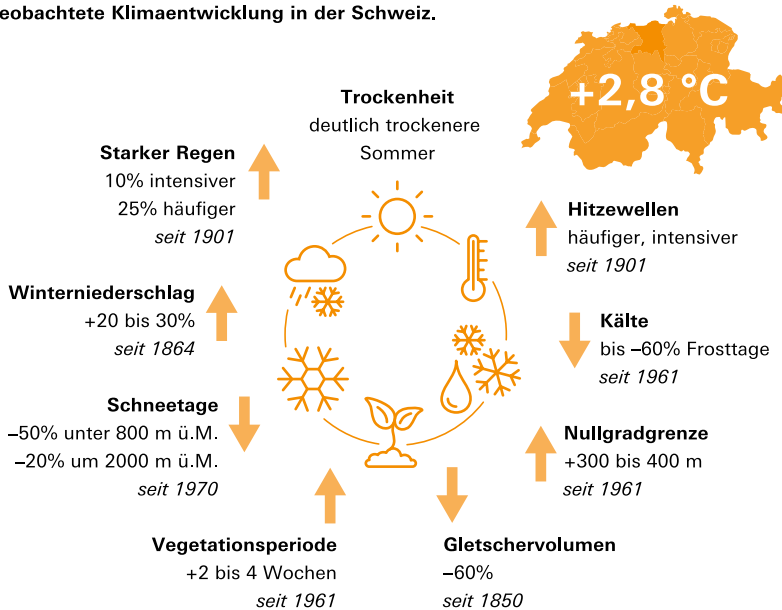 eobachtete Klimaentwicklung in der Schweiz.
+2,8 °C
Trockenheit
deutlich trockenere
Sommer
Starker Regen
10% intensiver
25% häufiger
seit 1901
Hitzewellen
häufiger, intensiver
seit 1901
Winterniederschlag
+20 bis 30%
seit 1864
Kälte
bis –60% Frosttage
seit 1961
Schneetage
–50% unter 800 m ü.M.
–20% um 2000 m ü.M.
seit 1970
Nullgradgrenze
+300 bis 400 m
seit 1961
Vegetationsperiode
+2 bis 4 Wochen
seit 1961
Gletschervolumen
–60%
seit 1850